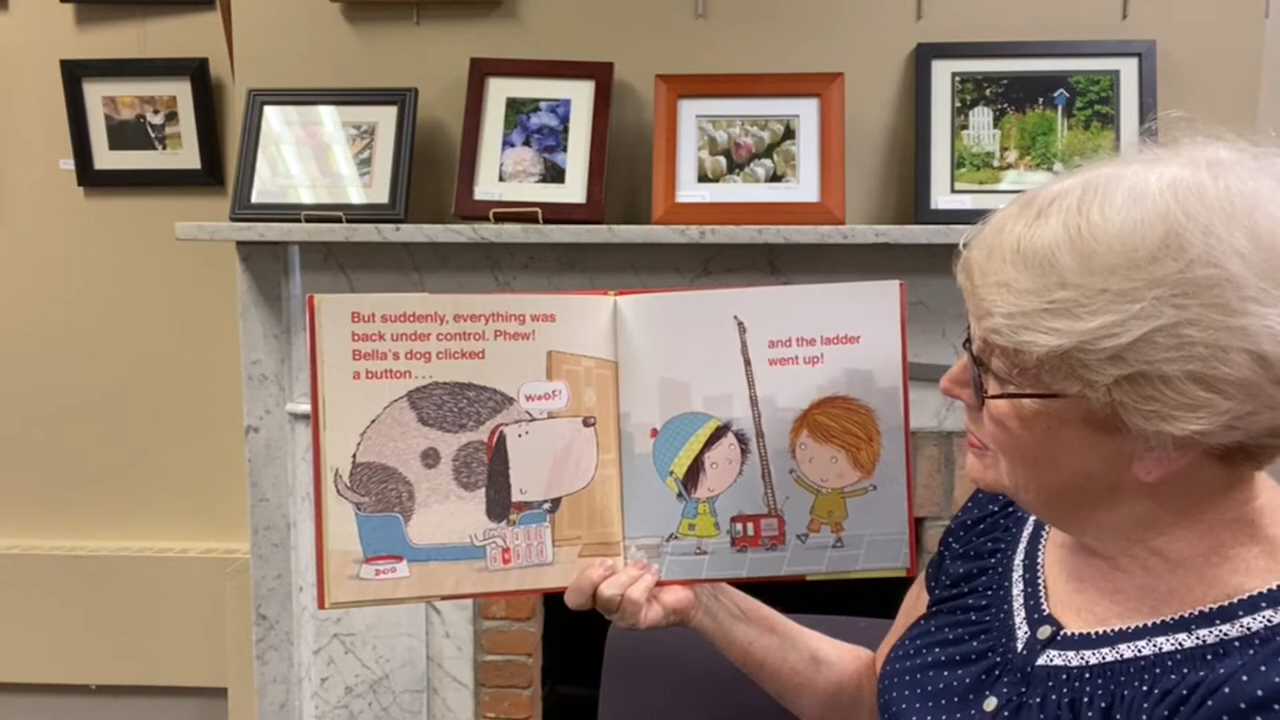 But suddenly, everything was
back under control. Phew!
Bella's dog clicked
a button...
WOOF!
DOG
and the ladder
went up!